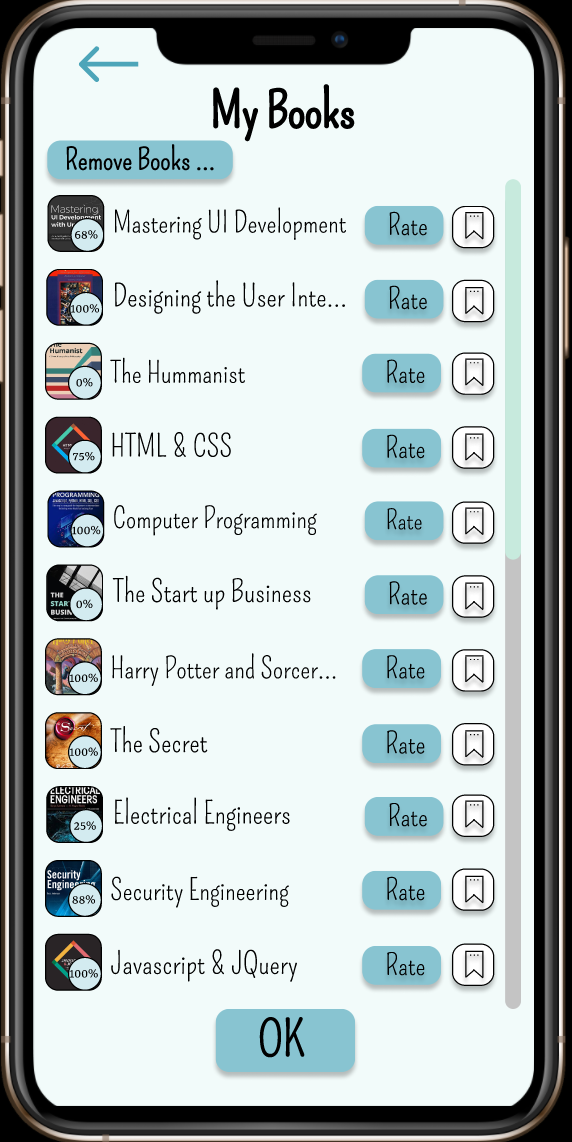 My Books
Remove Books ...
Mastering
UI Development
with Un
68%
Mastering UI Development
Rate
100%
Designing the User Inte...
Rate
The
Humanist
0%
The Hummanist
Rate
75%
HTML & CSS
Rate
PROGRAMMING
100%
Computer Programming
Rate
THE
STAR
BUSIN
0%
The Start up Business
Rate
100%
Harry Potter and Sorcer...
Rate
Secret
100%
The Secret
Rate
ELECTRICAL
ENGINEERS
25%
Electrical Engineers
Rate
Security
Engineering
88%
Security Engineering
Rate
100%
Javascript & JQuery
Rate
OK